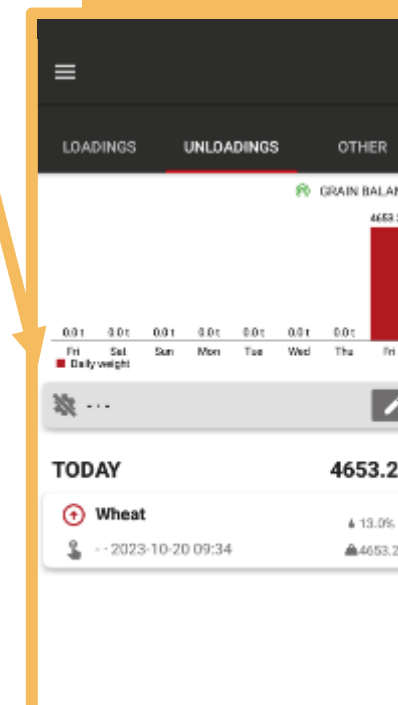 LOADINGS UNLOADINGS OTHER
GRAIN BALAN
4653.2
0.0 t 0.0 t 0.0 t 0.0 t 0.0 t 0.0 t 0.0 t
Fri Sat Sun Mon Tue Wed Thu Fri
Daily weight
- - -
TODAY 4653.2
Wheat
13.0%
- - 2023-10-20 09:34
4653.2